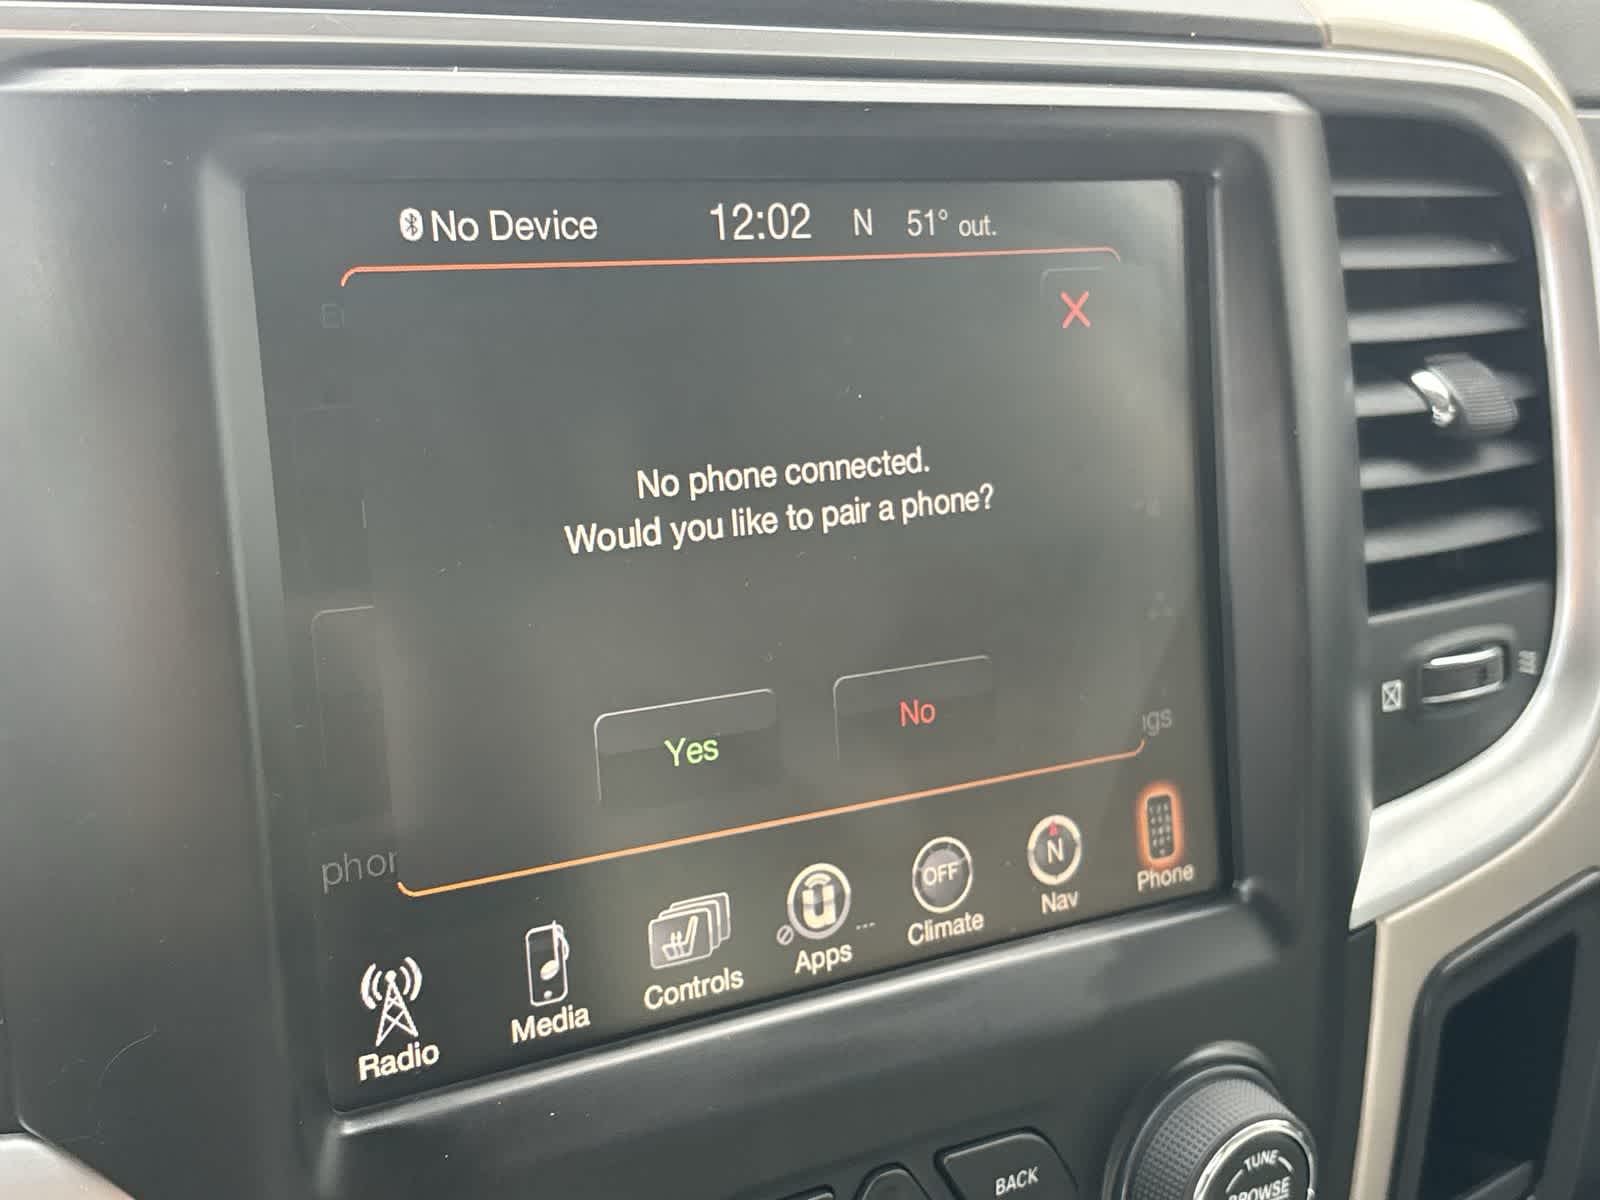 No Device 12:02 N 51° out.
X
No phone connected.
Would you like to pair a phone?
Yes No
Radio Media Controls Apps Climate Nav Phone
OFF
N
BACK
TUNE
BROWSE